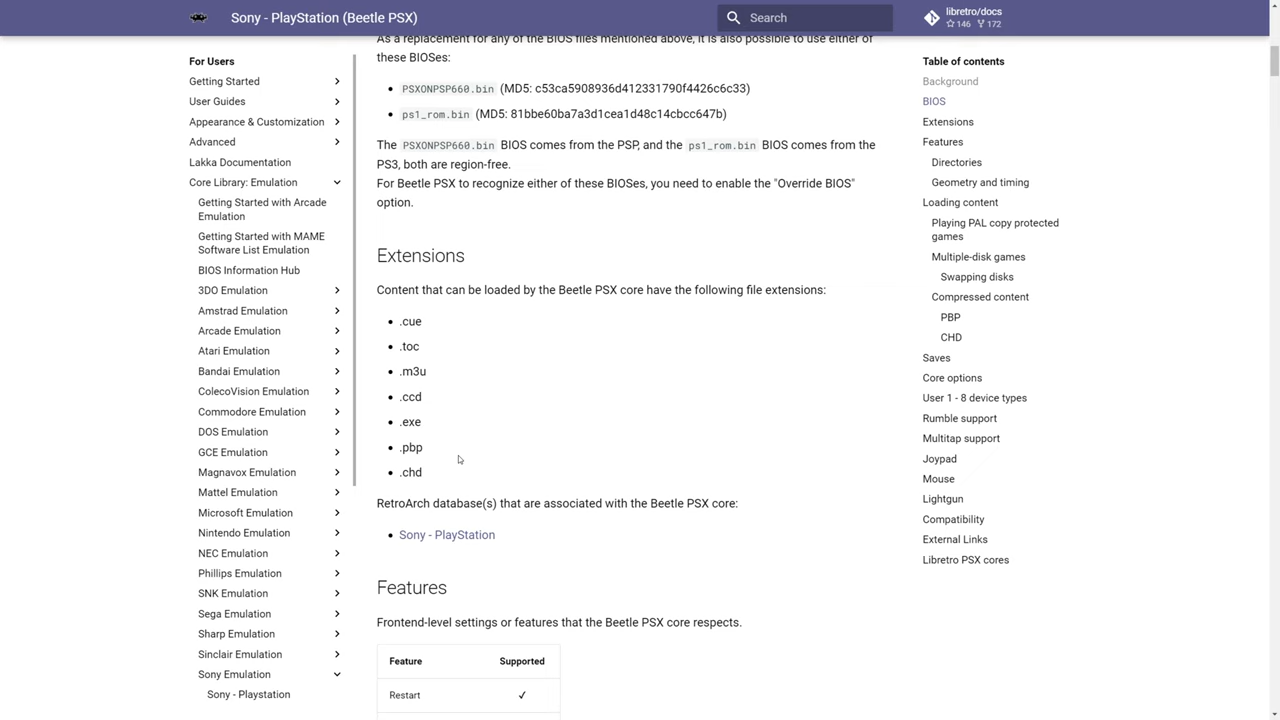 Sony - PlayStation (Beetle PSX)
Search
libretro/docs
146 172
For Users
Getting Started
User Guides
Appearance & Customization
Advanced
Lakka Documentation
Core Library: Emulation
Getting Started with Arcade
Emulation
Getting Started with MAME
Software List Emulation
BIOS Information Hub
3DO Emulation
Amstrad Emulation
Arcade Emulation
Atari Emulation
Bandai Emulation
ColecoVision Emulation
Commodore Emulation
DOS Emulation
GCE Emulation
Magnavox Emulation
Mattel Emulation
Microsoft Emulation
Nintendo Emulation
NEC Emulation
Phillips Emulation
SNK Emulation
Sega Emulation
Sharp Emulation
Sinclair Emulation
Sony Emulation
Sony - Playstation
As a replacement for any of the BIOS files mentioned above, it is also possible to use either of
these BIOSes:
PSXONPSP660.bin (MD5: c53ca5908936d412331790f4426c6c33)
ps1_rom.bin (MD5: 81bbe60ba7a3d1cea1d48c14cbcc647b)
The PSXONPSP660.bin BIOS comes from the PSP, and the ps1_rom.bin BIOS comes from the
PS3, both are region-free.
For Beetle PSX to recognize either of these BIOSes, you need to enable the "Override BIOS"
option.
Extensions
Content that can be loaded by the Beetle PSX core have the following file extensions:
.cue
.toc
.m3u
.ccd
.exe
.pbp
.chd
RetroArch database(s) that are associated with the Beetle PSX core:
Sony - PlayStation
Features
Frontend-level settings or features that the Beetle PSX core respects.
Feature Supported
Restart ✓
Table of contents
Background
BIOS
Extensions
Features
Directories
Geometry and timing
Loading content
Playing PAL copy protected
games
Multiple-disk games
Swapping disks
Compressed content
PBP
CHD
Saves
Core options
User 1 - 8 device types
Rumble support
Multitap support
Joypad
Mouse
Lightgun
Compatibility
External Links
Libretro PSX cores